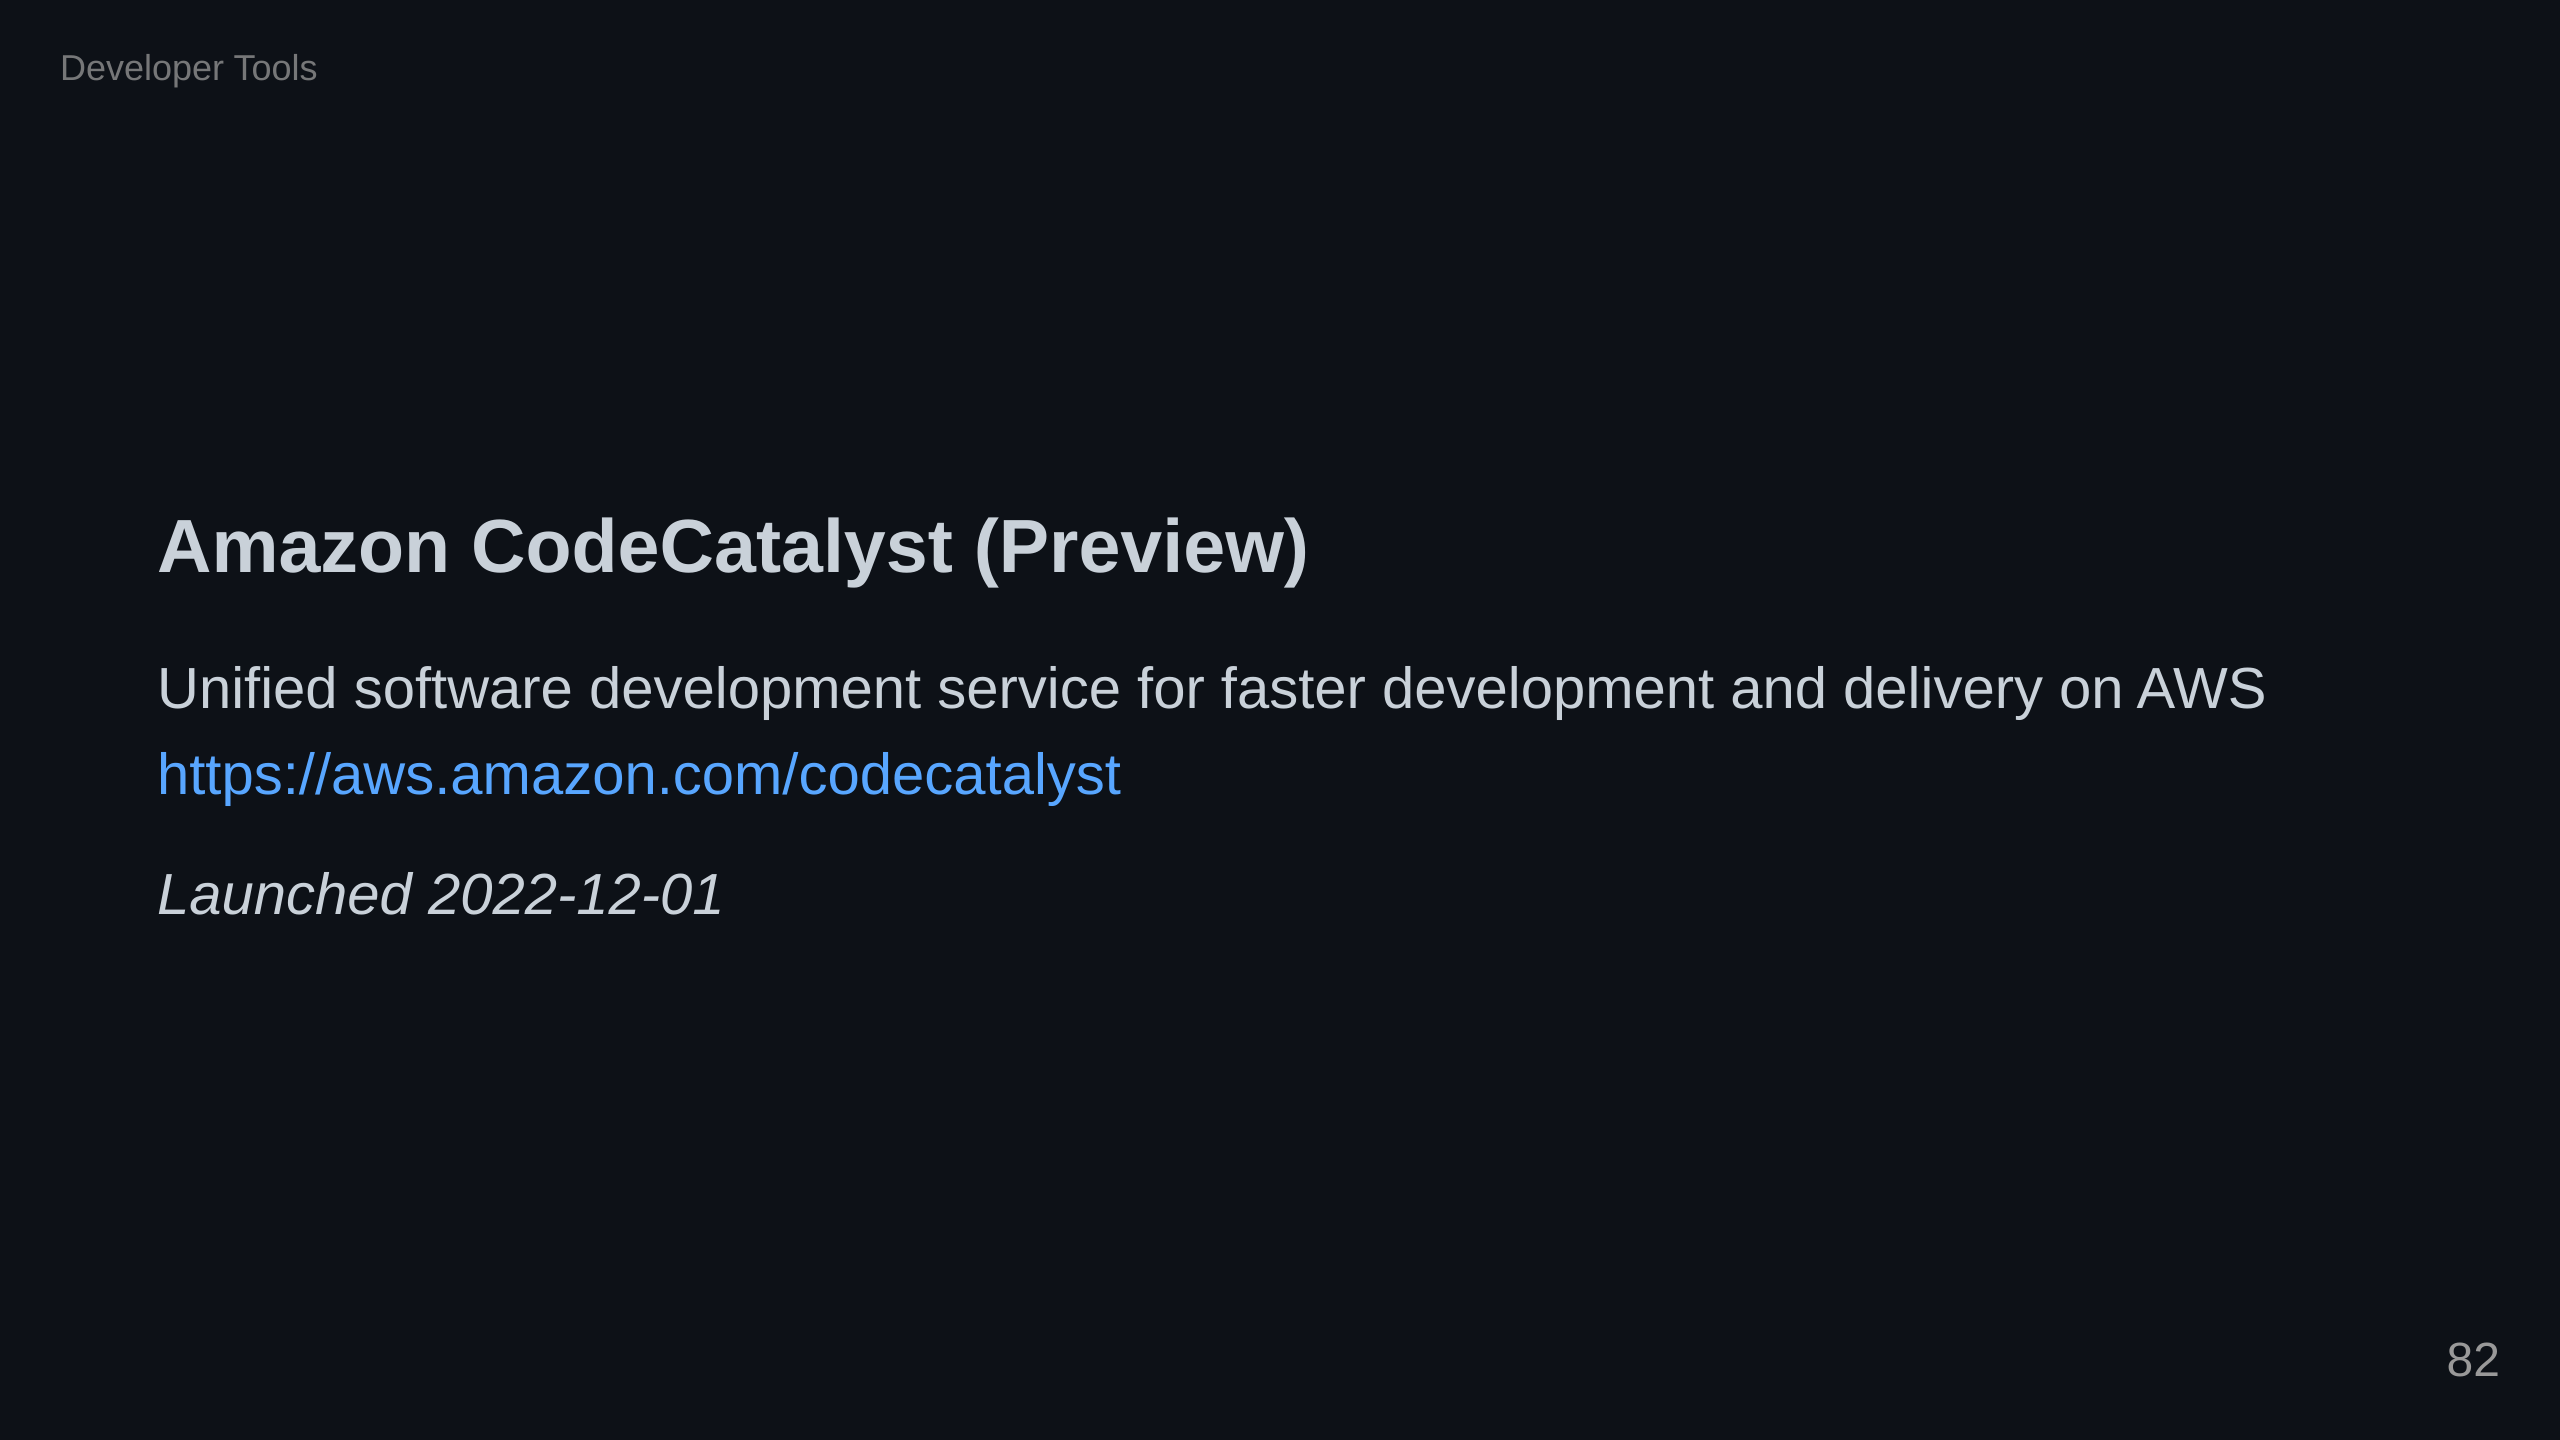 Developer Tools
Amazon CodeCatalyst (Preview)
Unified software development service for faster development and delivery on AWS
https://aws.amazon.com/codecatalyst
Launched 2022-12-01
82